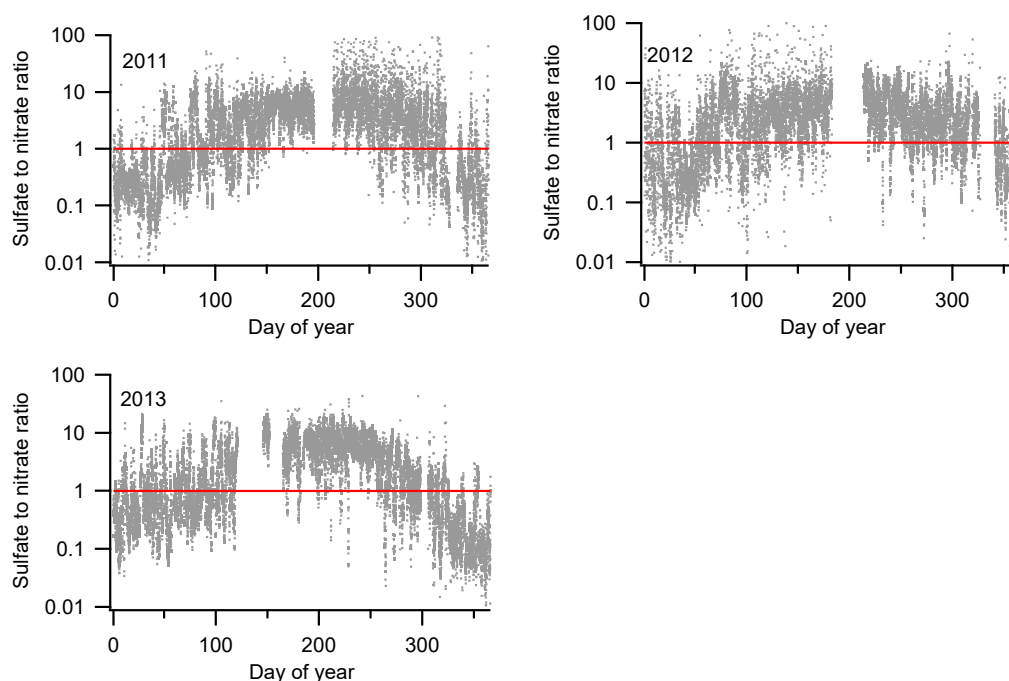 100
10
1
0.1
0.01
Sulfate to nitrate ratio
2011
0 100 200 300
Day of year
100
10
1
0.1
0.01
Sulfate to nitrate ratio
2012
0 100 200 300
Day of year
100
10
1
0.1
0.01
Sulfate to nitrate ratio
2013
0 100 200 300
Day of year